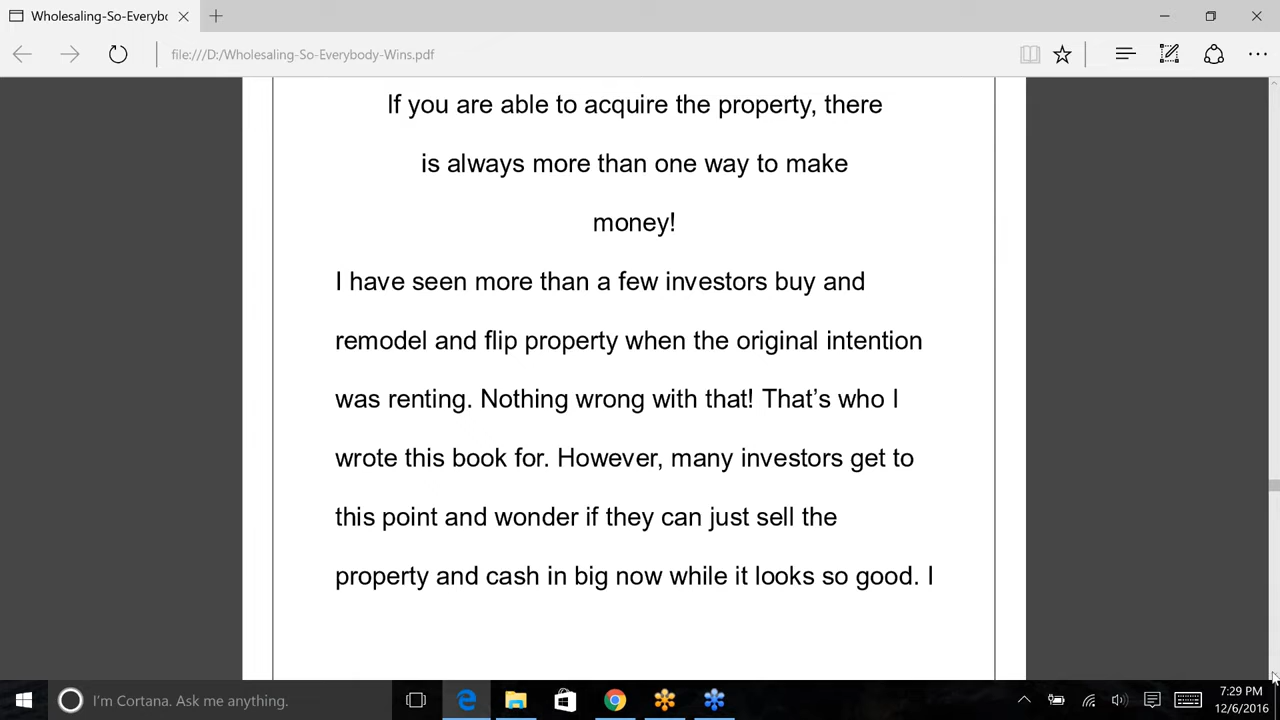 Wholesaling-So-Everybo
file:///D:/Wholesaling-So-Everybody-Wins.pdf
If you are able to acquire the property, there
is always more than one way to make
money!
I have seen more than a few investors buy and
remodel and flip property when the original intention
was renting. Nothing wrong with that! That’s who I
wrote this book for. However, many investors get to
this point and wonder if they can just sell the
property and cash in big now while it looks so good. I
I'm Cortana. Ask me anything.
7:29 PM
12/6/2016